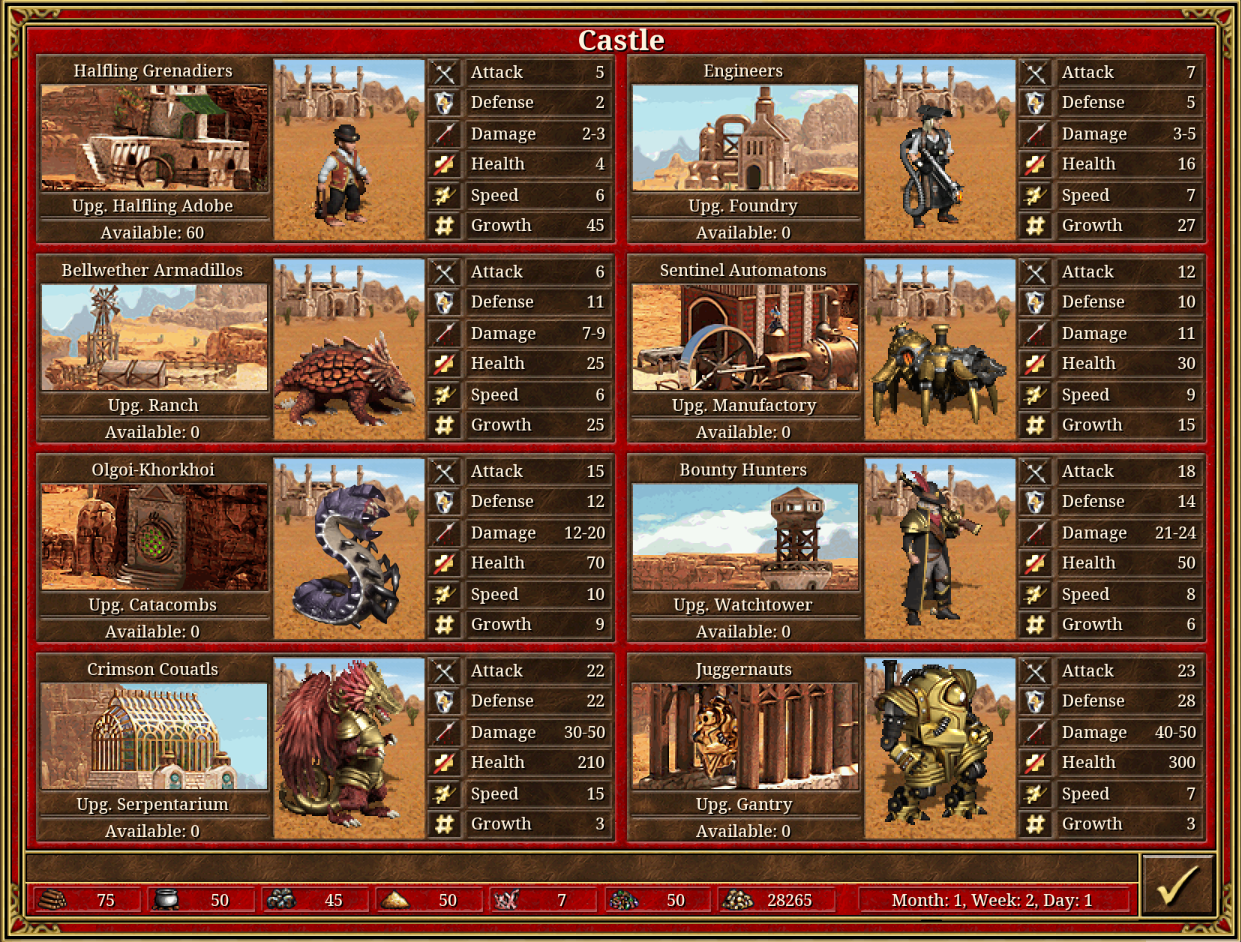 Castle
Halfling Grenadiers
Upg. Halfling Adobe
Available: 60
Attack 5
Defense 2
Damage 2-3
Health 4
Speed 6
Growth 45
Engineers
Upg. Foundry
Available: 0
Attack 7
Defense 5
Damage 3-5
Health 16
Speed 7
Growth 27
Bellwether Armadillos
Upg. Ranch
Available: 0
Attack 6
Defense 11
Damage 7-9
Health 25
Speed 6
Growth 25
Sentinel Automatons
Upg. Manufactory
Available: 0
Attack 12
Defense 10
Damage 11
Health 30
Speed 9
Growth 15
Olgoi-Khorkhoi
Upg. Catacombs
Available: 0
Attack 15
Defense 12
Damage 12-20
Health 70
Speed 10
Growth 9
Bounty Hunters
Upg. Watchtower
Available: 0
Attack 18
Defense 14
Damage 21-24
Health 50
Speed 8
Growth 6
Crimson Couatls
Upg. Serpentarium
Available: 0
Attack 22
Defense 22
Damage 30-50
Health 210
Speed 15
Growth 3
Juggernauts
Upg. Gantry
Available: 0
Attack 23
Defense 28
Damage 40-50
Health 300
Speed 7
Growth 3
75 50 45 50 7 50 28265 Month: 1, Week: 2, Day: 1